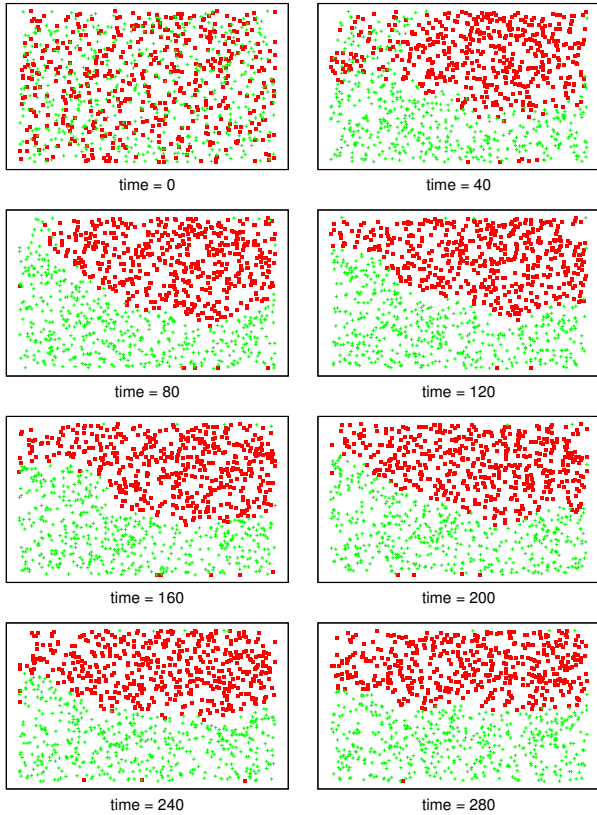 time = 0
time = 40
time = 80
time = 120
time = 160
time = 200
time = 240
time = 280